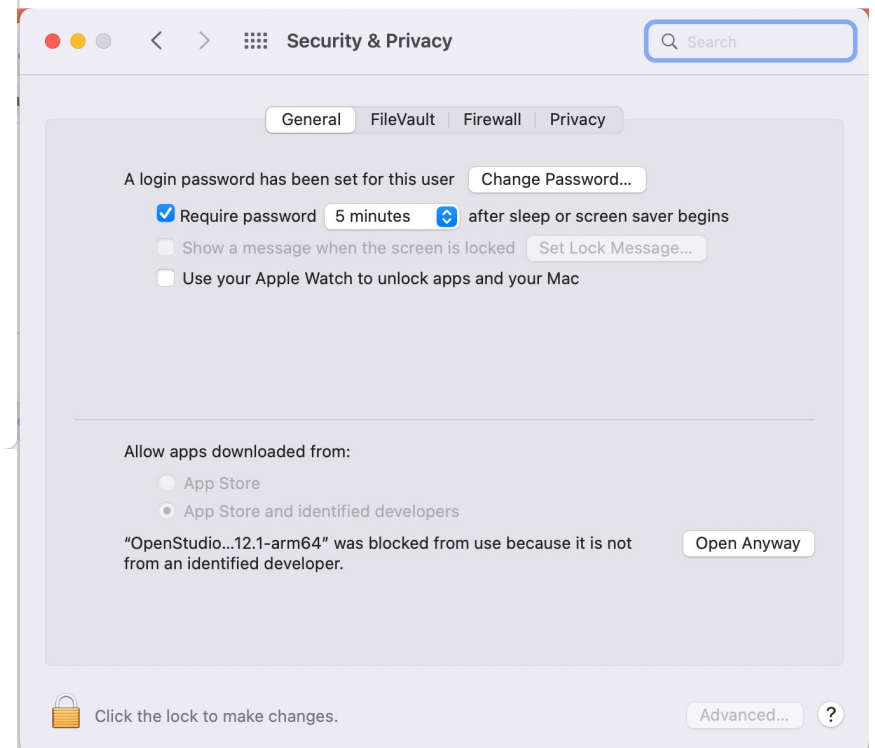 Security & Privacy
Search
General FileVault Firewall Privacy
A login password has been set for this user Change Password...
Require password 5 minutes after sleep or screen saver begins
Show a message when the screen is locked Set Lock Message...
Use your Apple Watch to unlock apps and your Mac
Allow apps downloaded from:
App Store
App Store and identified developers
“OpenStudio...12.1-arm64” was blocked from use because it is not Open Anyway
from an identified developer.
Click the lock to make changes. Advanced... ?